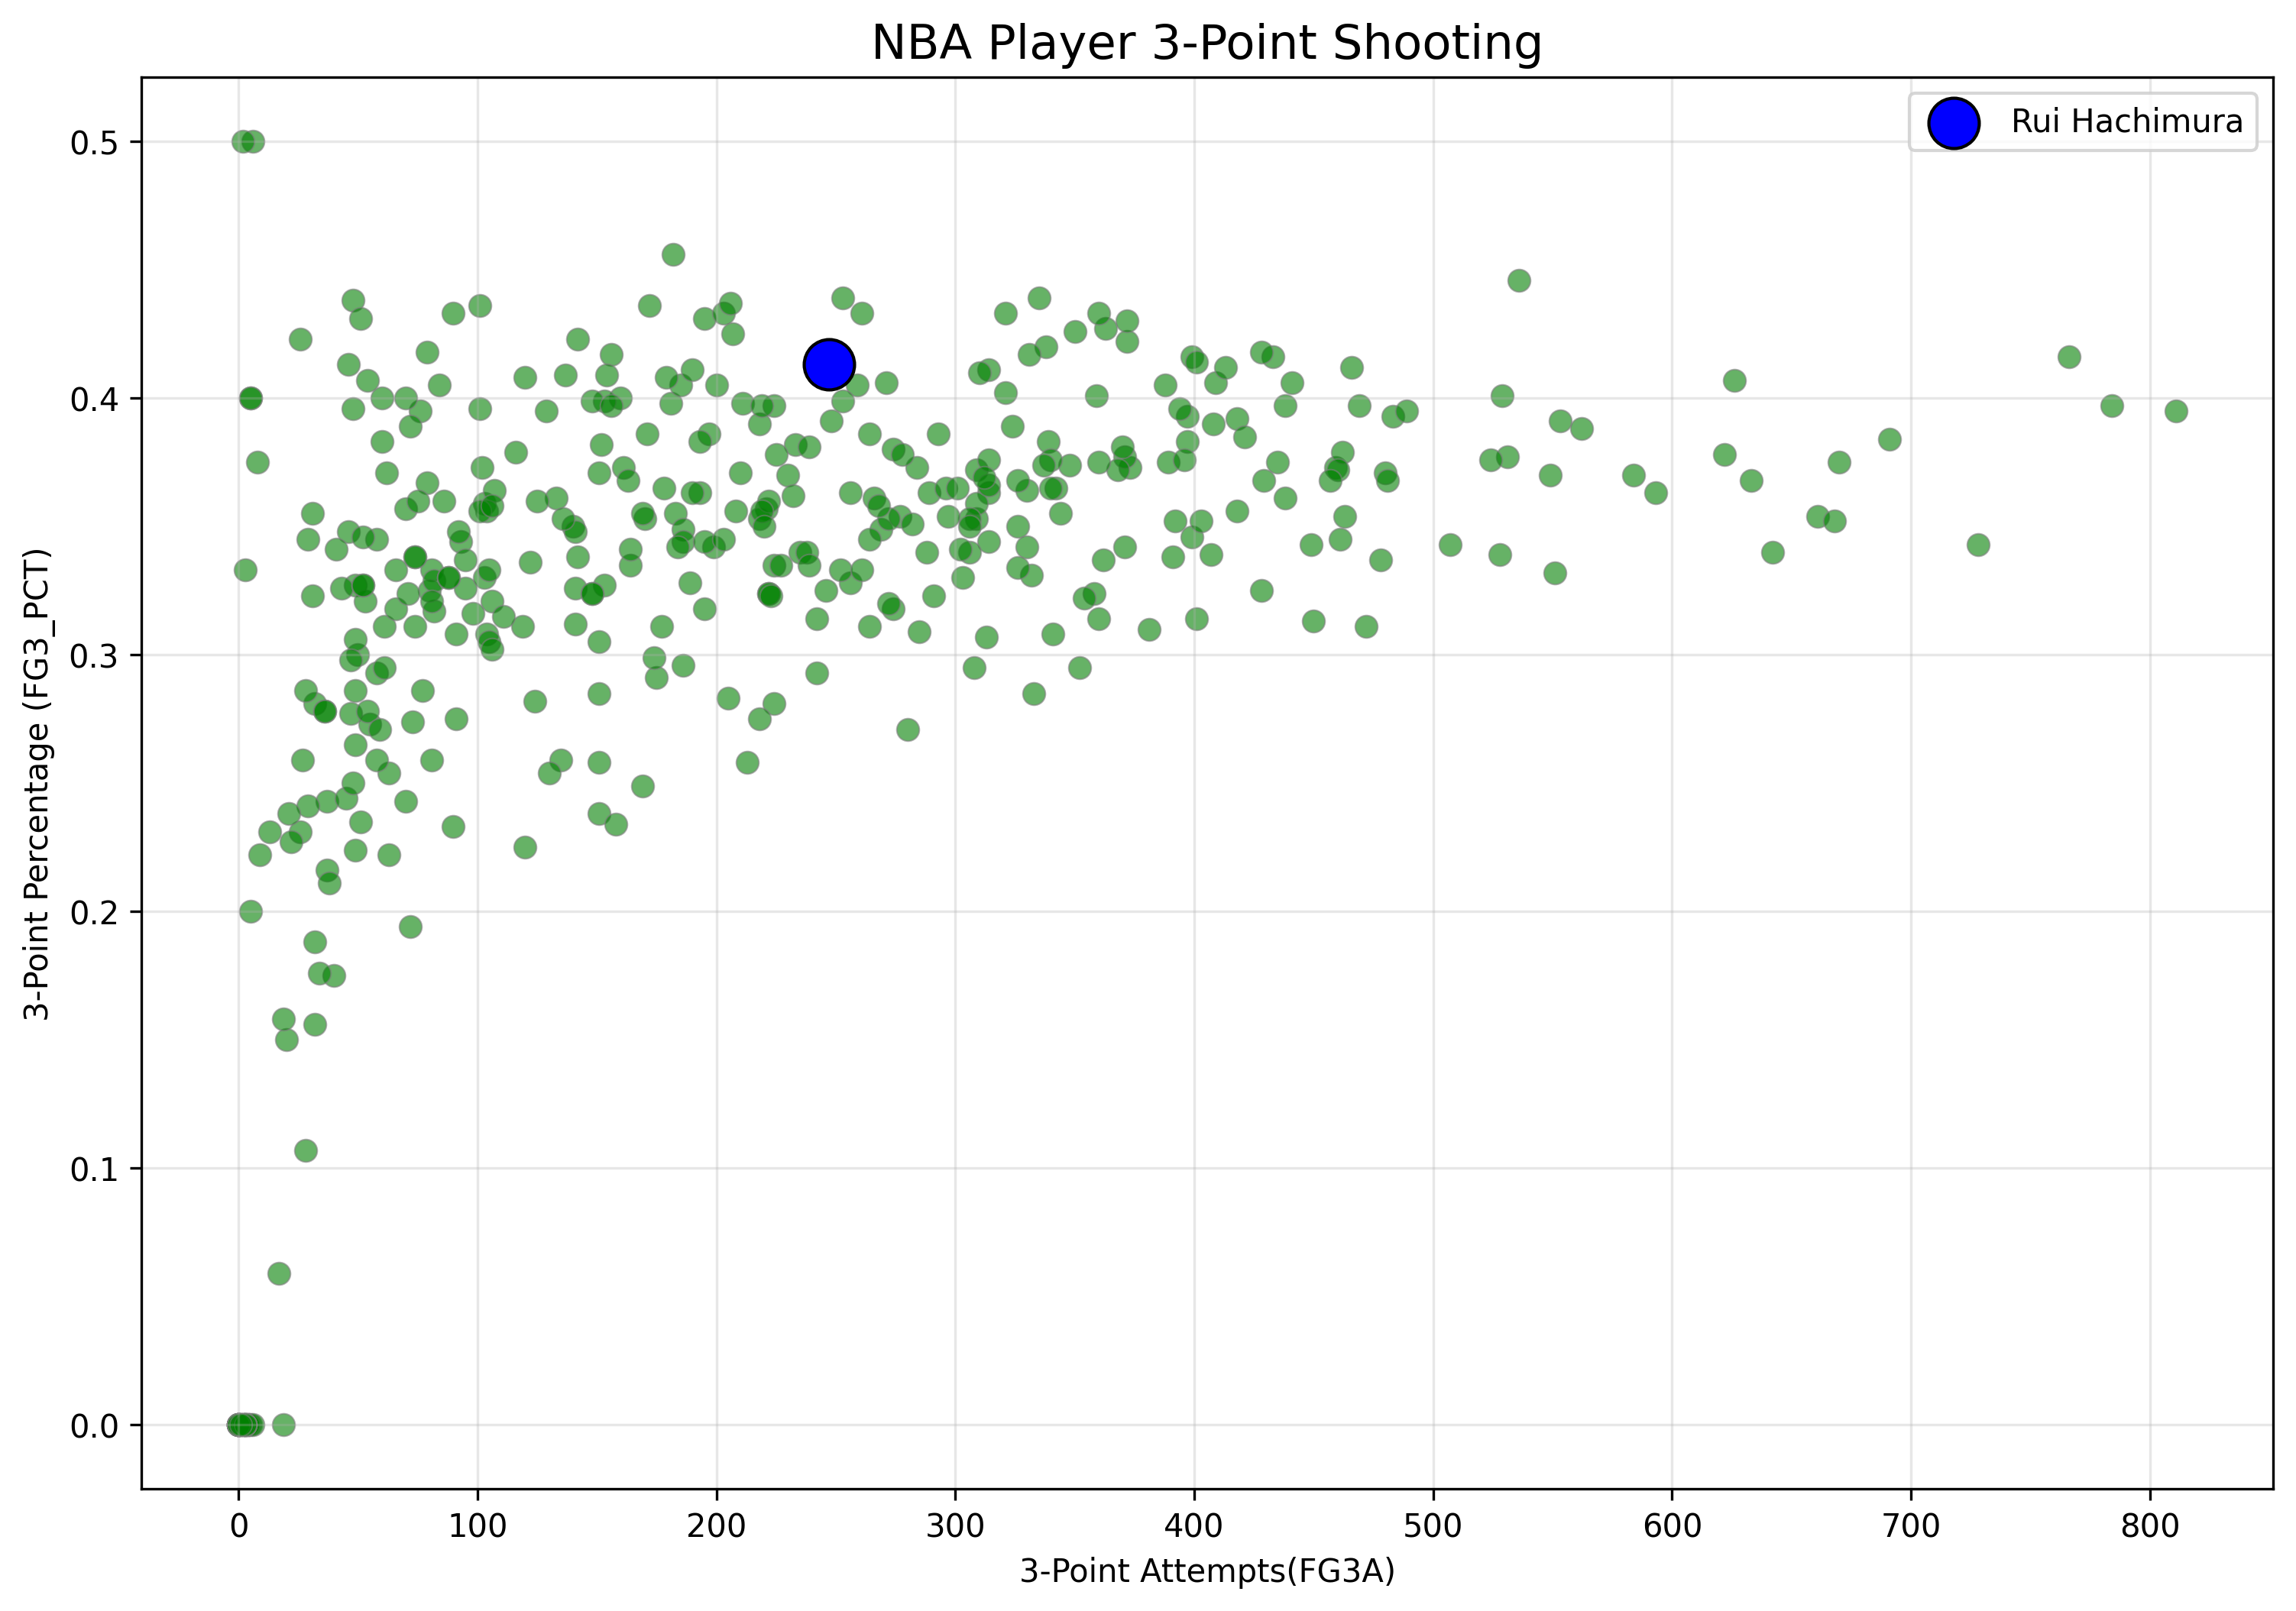 NBA Player 3-Point Shooting
Rui Hachimura
3-Point Percentage (FG3_PCT)
0.5
0.4
0.3
0.2
0.1
0.0
0 100 200 300 400 500 600 700 800
3-Point Attempts(FG3A)